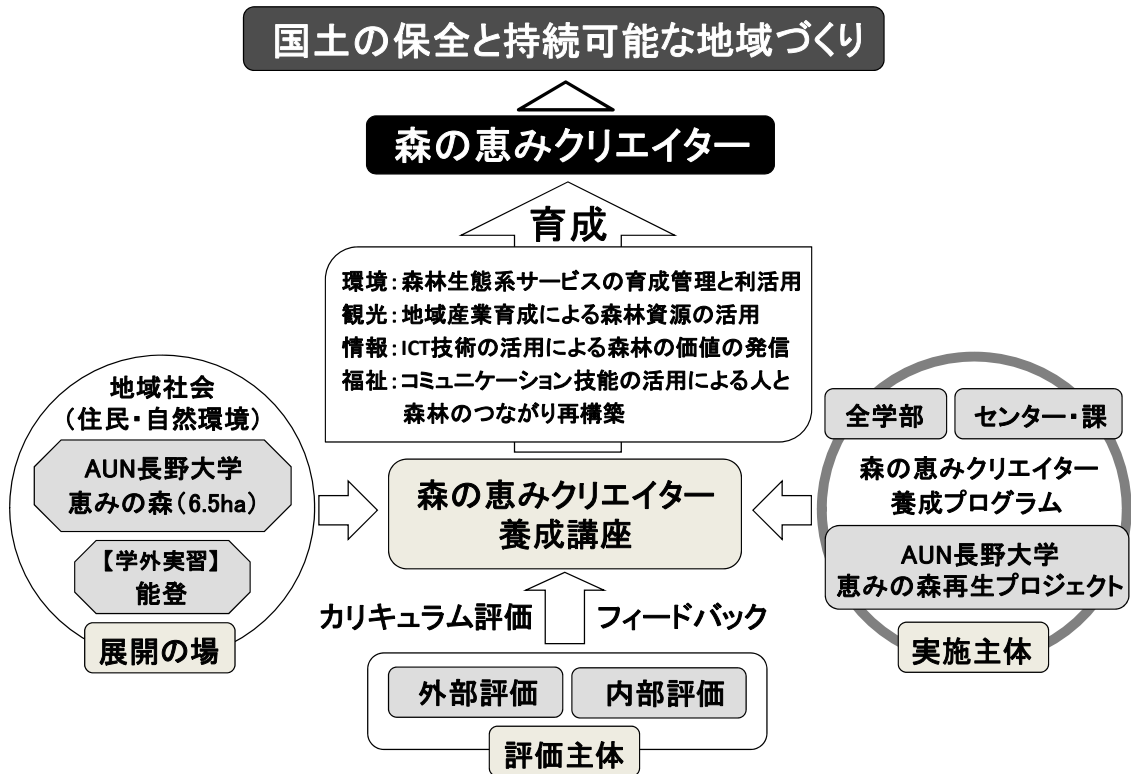 国土の保全と持続可能な地域づくり
森の恵みクリエイター
育成
環境：森林生態系サービスの育成管理と利活用
観光：地域産業育成による森林資源の活用
情報：ICT技術の活用による森林の価値の発信
福祉：コミュニケーション技能の活用による人と
森林のつながり再構築
地域社会
（住民・自然環境）
AUN長野大学
恵みの森（6.5ha）
【学外実習】
能登
展開の場
森の恵みクリエイター
養成講座
全学部
センター・課
森の恵みクリエイター
養成プログラム
AUN長野大学
恵みの森再生プロジェクト
実施主体
カリキュラム評価
フィードバック
外部評価
内部評価
評価主体